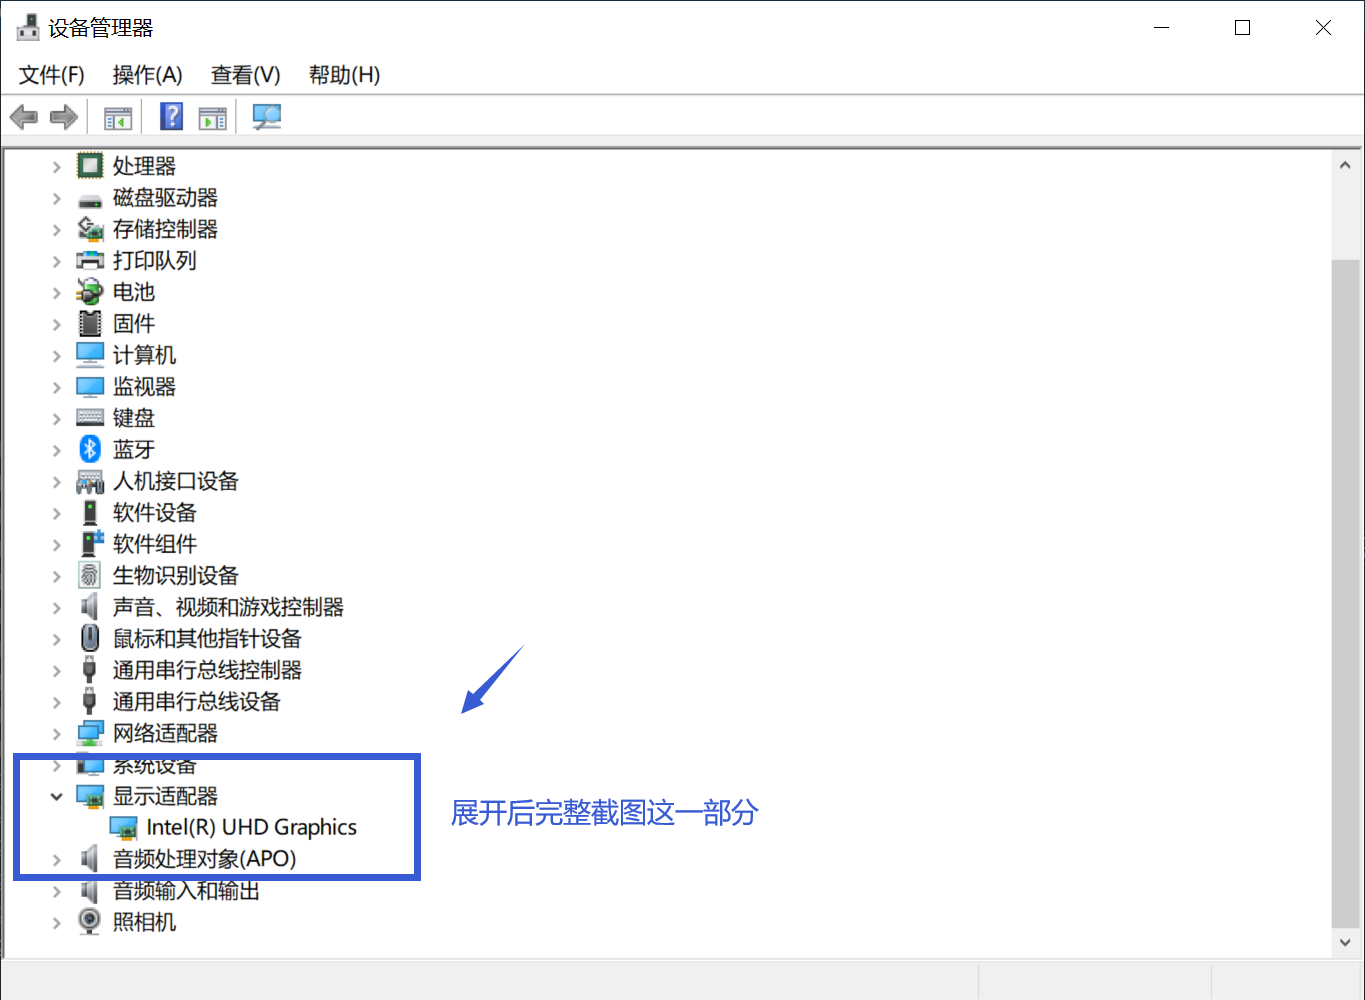 设备管理器
文件(F) 操作(A) 查看(V) 帮助(H)
处理器
磁盘驱动器
存储控制器
打印队列
电池
固件
计算机
监视器
键盘
蓝牙
人机接口设备
软件设备
软件组件
生物识别设备
声音、视频和游戏控制器
鼠标和其他指针设备
通用串行总线控制器
通用串行总线设备
网络适配器
系统设备
显示适配器
Intel(R) UHD Graphics
展开后完整截图这一部分
音频处理对象(APO)
音频输入和输出
照相机